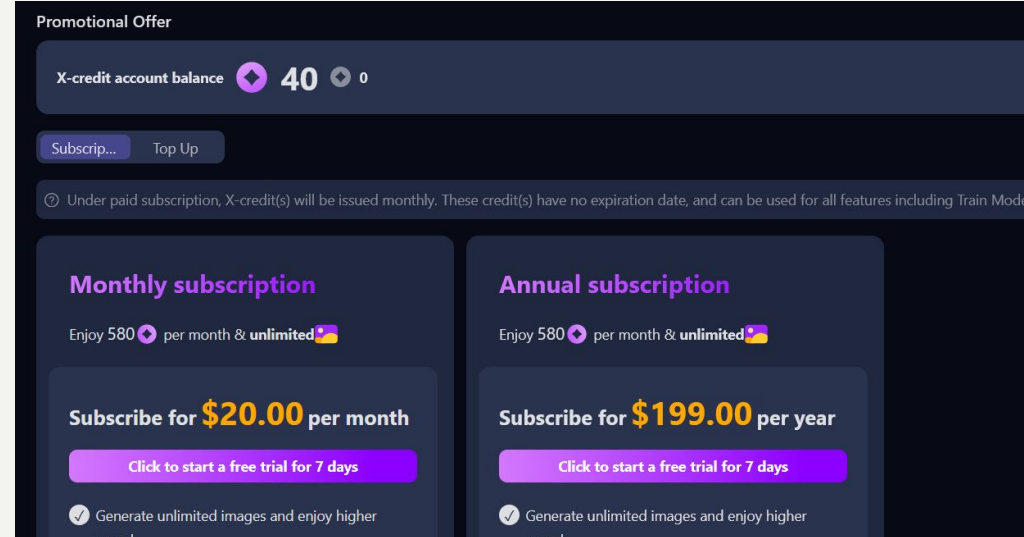 Promotional Offer
X-credit account balance 40 0
Subscrip... Top Up
Under paid subscription, X-credit(s) will be issued monthly. These credit(s) have no expiration date, and can be used for all features including Train Mode
Monthly subscription
Enjoy 580 per month & unlimited
Subscribe for $20.00 per month
Click to start a free trial for 7 days
Generate unlimited images and enjoy higher
Annual subscription
Enjoy 580 per month & unlimited
Subscribe for $199.00 per year
Click to start a free trial for 7 days
Generate unlimited images and enjoy higher